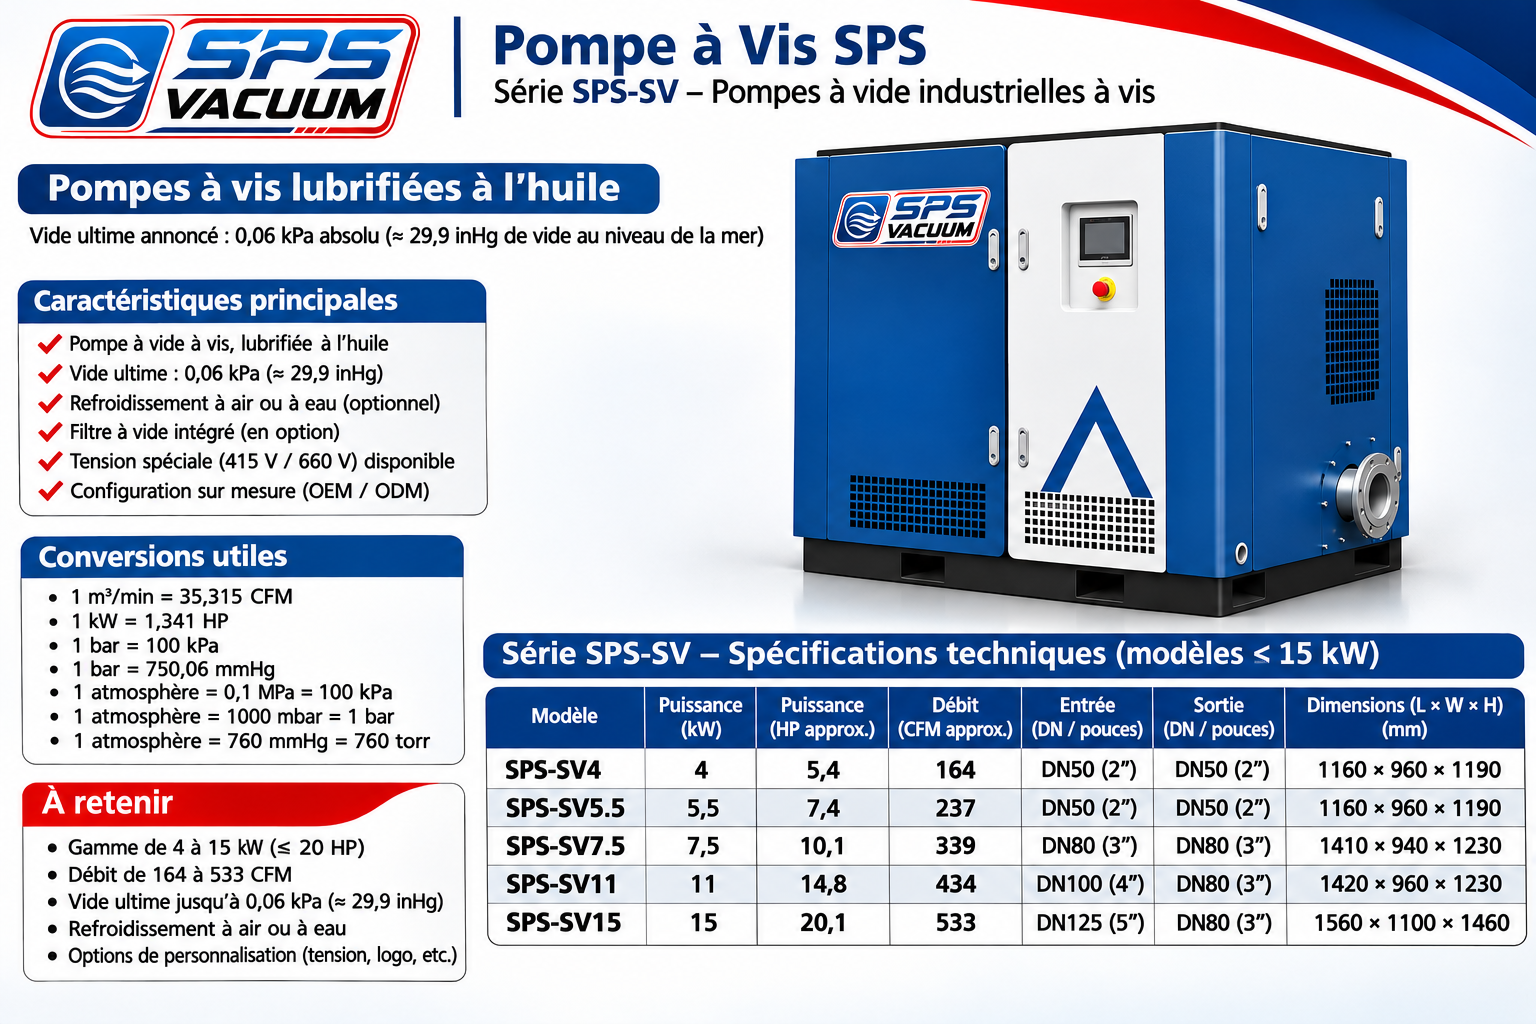 SPS
VACUUM
Pompe à Vis SPS
Série SPS-SV – Pompes à vide industrielles à vis
Pompes à vis lubrifiées à l’huile
Vide ultime annoncé : 0,06 kPa absolu (≈ 29,9 inHg de vide au niveau de la mer)
SPS
VACUUM
Caractéristiques principales
Pompe à vide à vis, lubrifiée à l’huile
Vide ultime : 0,06 kPa (≈ 29,9 inHg)
Refroidissement à air ou à eau (optionnel)
Filtre à vide intégré (en option)
Tension spéciale (415 V / 660 V) disponible
Configuration sur mesure (OEM / ODM)
Conversions utiles
• 1 m³/min = 35,315 CFM
• 1 kW = 1,341 HP
• 1 bar = 100 kPa
• 1 bar = 750,06 mmHg
• 1 atmosphère = 0,1 MPa = 100 kPa
• 1 atmosphère = 1000 mbar = 1 bar
• 1 atmosphère = 760 mmHg = 760 torr
À retenir
• Gamme de 4 à 15 kW (≤ 20 HP)
• Débit de 164 à 533 CFM
• Vide ultime jusqu’à 0,06 kPa (≈ 29,9 inHg)
• Refroidissement à air ou à eau
• Options de personnalisation (tension, logo, etc.)
Série SPS-SV – Spécifications techniques (modèles ≤ 15 kW)
Modèle Puissance (kW) Puissance (HP approx.) Débit (CFM approx.) Entrée (DN / pouces) Sortie (DN / pouces) Dimensions (L × W × H) (mm)
SPS-SV4 4 5,4 164 DN50 (2”) DN50 (2”) 1160 × 960 × 1190
SPS-SV5.5 5,5 7,4 237 DN50 (2”) DN50 (2”) 1160 × 960 × 1190
SPS-SV7.5 7,5 10,1 339 DN80 (3”) DN80 (3”) 1410 × 940 × 1230
SPS-SV11 11 14,8 434 DN100 (4”) DN80 (3”) 1420 × 960 × 1230
SPS-SV15 15 20,1 533 DN125 (5”) DN80 (3”) 1560 × 1100 × 1460